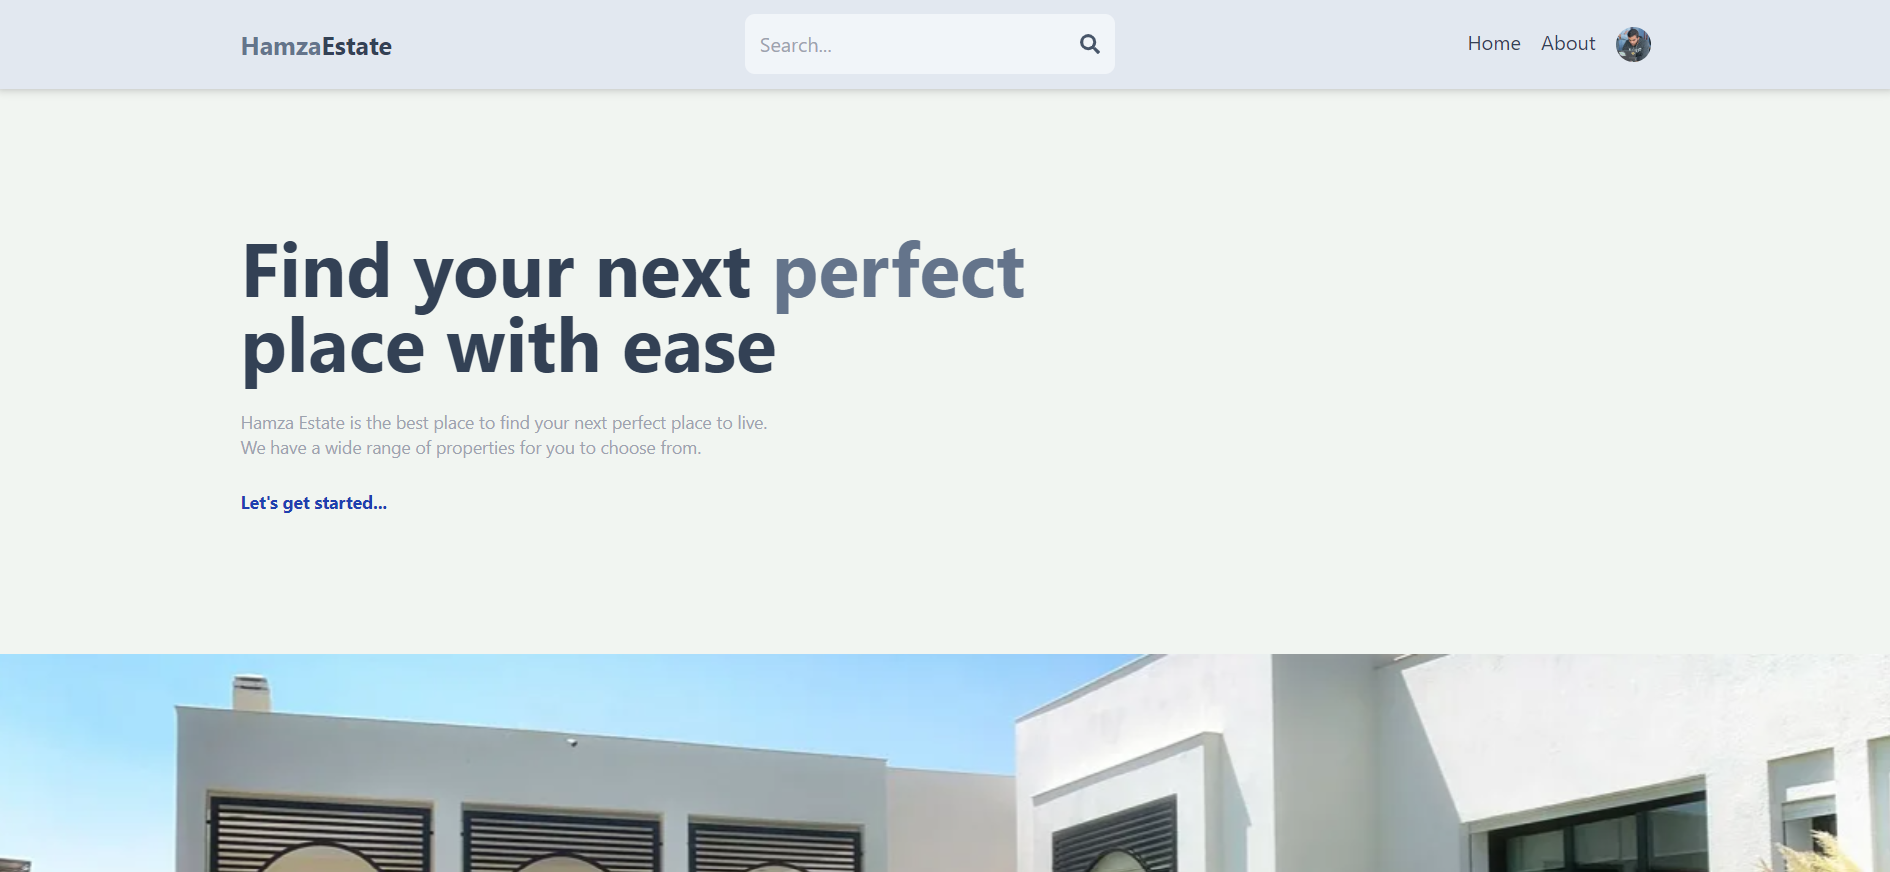 HamzaEstate
Search...
Home
About
Find your next perfect
place with ease
Hamza Estate is the best place to find your next perfect place to live.
We have a wide range of properties for you to choose from.
Let's get started...